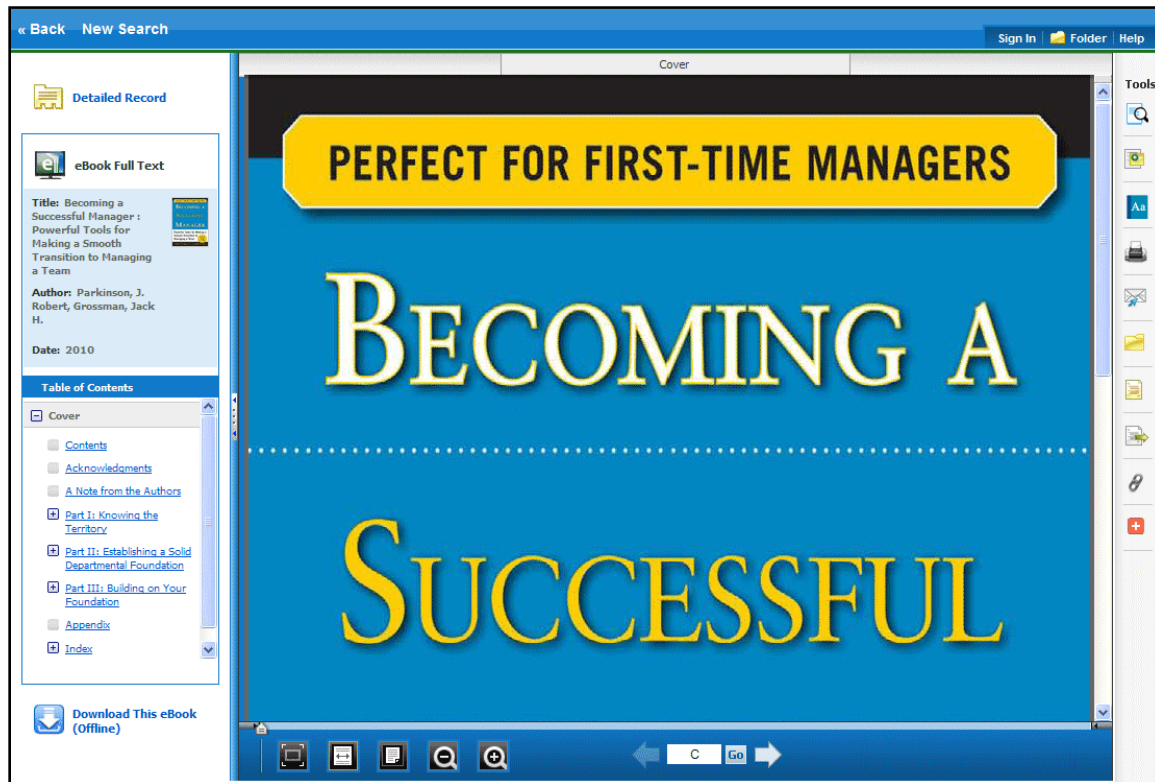 « Back New Search
Sign In Folder Help
Detailed Record
eBook Full Text
Title: Becoming a
Successful Manager :
Powerful Tools for
Making a Smooth
Transition to Managing
a Team
Author: Parkinson, J.
Robert, Grossman, Jack
H.
Date: 2010
Table of Contents
Cover
Contents
Acknowledgments
A Note from the Authors
Part I: Knowing the
Territory
Part II: Establishing a Solid
Departmental Foundation
Part III: Building on Your
Foundation
Appendix
Index
Download This eBook
(Offline)
Cover
PERFECT FOR FIRST-TIME MANAGERS
BECOMING A
SUCCESSFUL
C Go
Tools
Aa